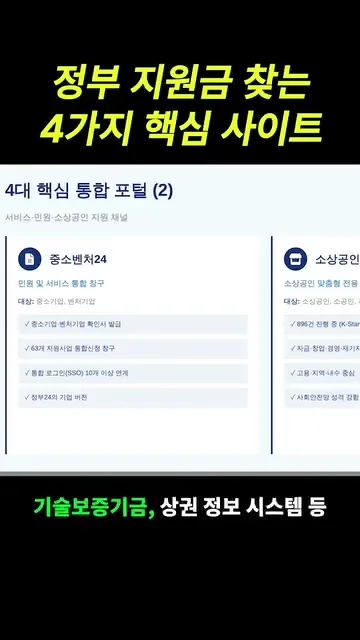 정부 지원금 찾는
4가지 핵심 사이트
4대 핵심 통합 포털 (2)
서비스·민원·소상공인 지원 채널
중소벤처24
민원 및 서비스 통합 창구
대상: 중소기업, 벤처기업
✓ 중소기업·벤처기업 확인서 발급
✓ 63개 지원사업 통합신청 창구
✓ 통합 로그인(SSO) 10개 이상 연계
✓ 정부24의 기업 버전
소상공인
소상공인 맞춤형 전용
대상: 소상공인, 소공인,
✓ 896건 진행 중 (K-Star
✓ 자금·창업·경영·재기지
✓ 고용·지역·내수 중심
✓ 사회안전망 성격 강함
기술보증기금, 상권 정보 시스템 등